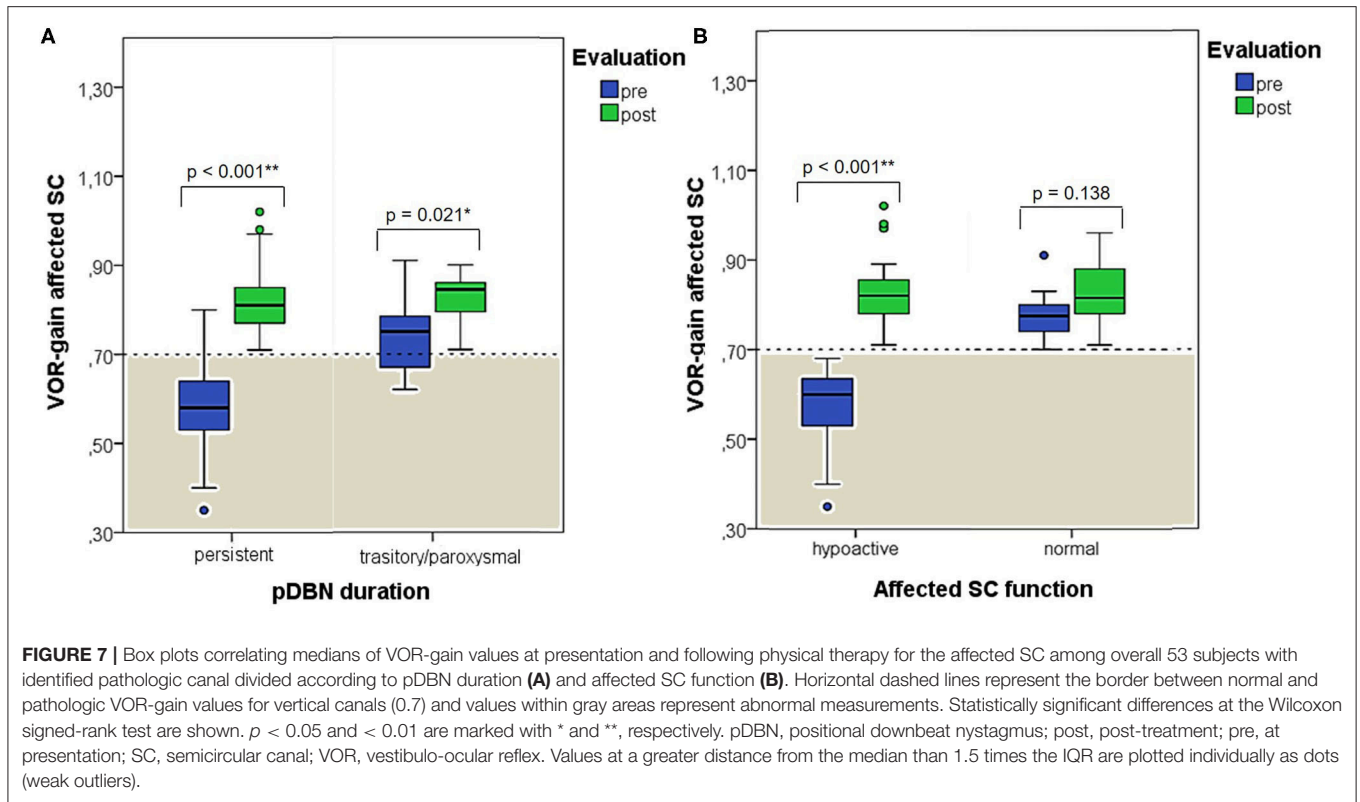 A
Evaluation
pre
post
1,30
1,10
,90
,70
,50
,30
VOR-gain affected SC
p < 0.001**
p = 0.021*
persistent
trasitory/paroxysmal
pDBN duration
B
Evaluation
pre
post
1,30
1,10
,90
,70
,50
,30
VOR-gain affected SC
p < 0.001**
p = 0.138
hypoactive
normal
Affected SC function
FIGURE 7 | Box plots correlating medians of VOR-gain values at presentation and following physical therapy for the affected SC among overall 53 subjects with
identified pathologic canal divided according to pDBN duration (A) and affected SC function (B). Horizontal dashed lines represent the border between normal and
pathologic VOR-gain values for vertical canals (0.7) and values within gray areas represent abnormal measurements. Statistically significant differences at the Wilcoxon
signed-rank test are shown. p < 0.05 and < 0.01 are marked with * and **, respectively. pDBN, positional downbeat nystagmus; post, post-treatment; pre, at
presentation; SC, semicircular canal; VOR, vestibulo-ocular reflex. Values at a greater distance from the median than 1.5 times the IQR are plotted individually as dots
(weak outliers).